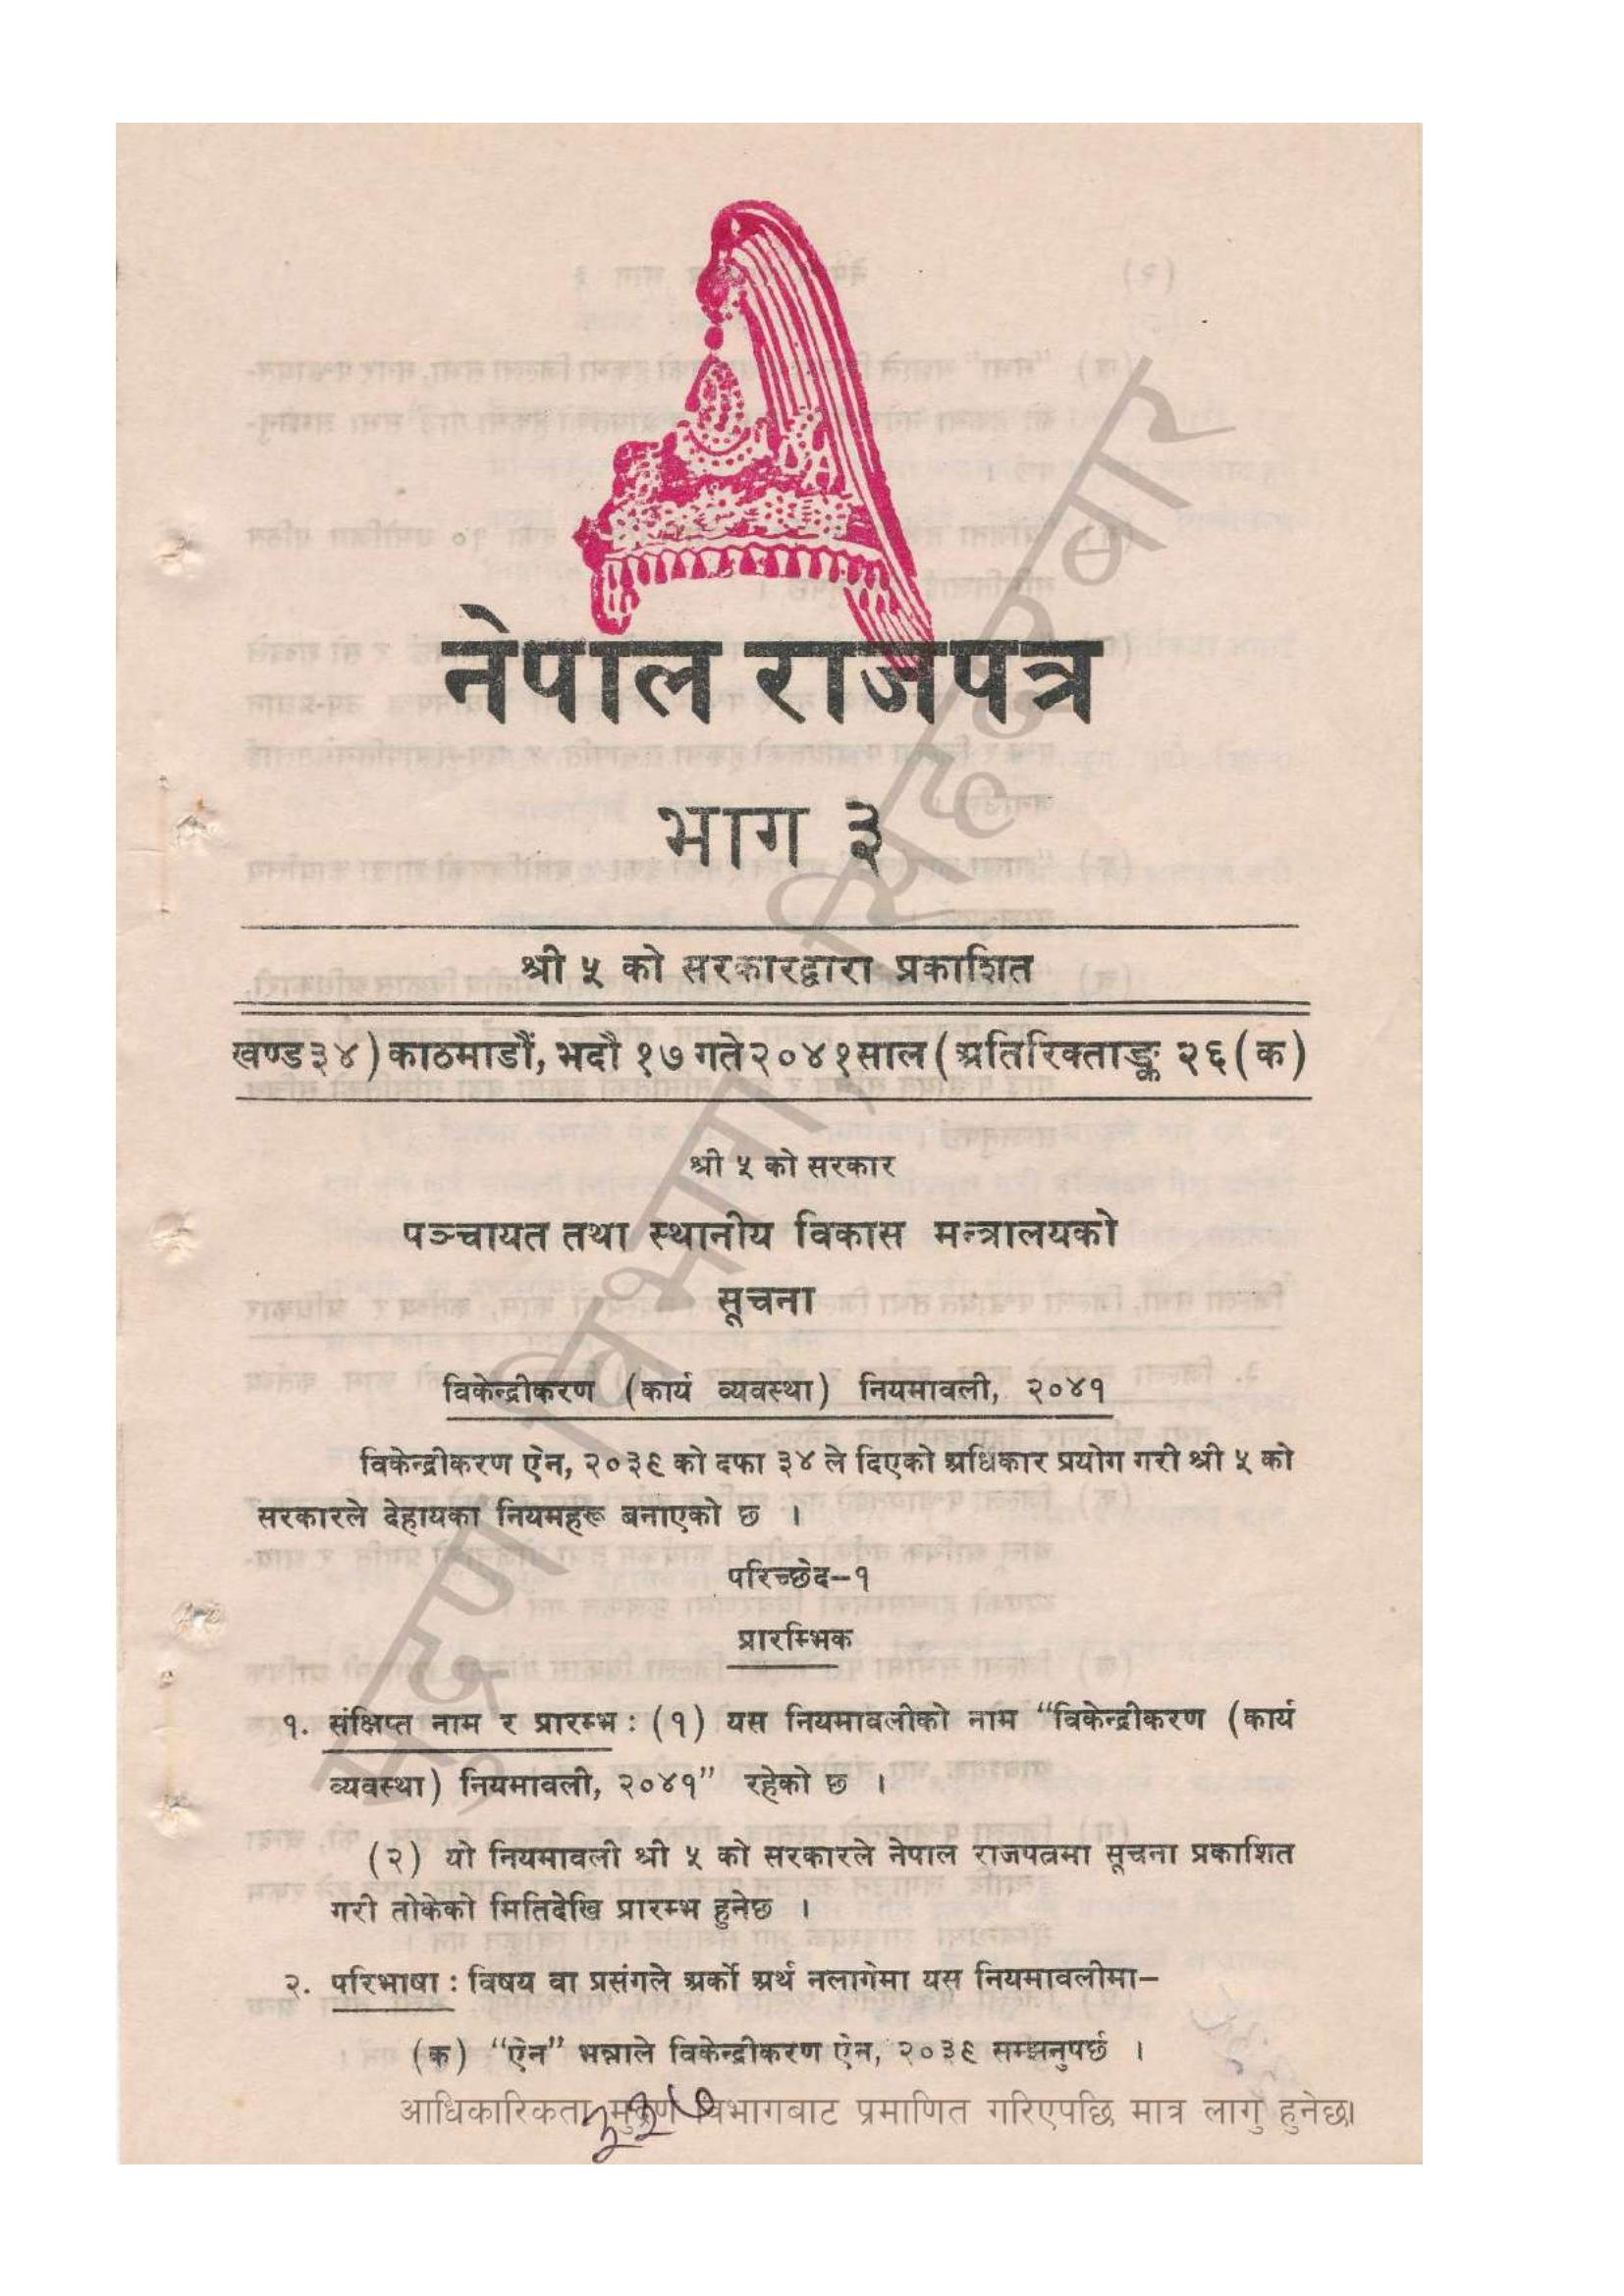 नेपाल राजपत्र
भाग ३
श्री ५ को सरकारद्वारा प्रकाशित
खण्ड ३४) काठमाडौं, भदौ १७ गते २०४१ साल (अतिरिक्ताङ्क २६ (क)
श्री ५ को सरकार
पञ्चायत तथा स्थानीय विकास मन्त्रालयको
सूचना
विकेन्द्रीकरण (कार्य व्यवस्था) नियमावली, २०४१
विकेन्द्रीकरण ऐन, २०३९ को दफा ३४ ले दिएको अधिकार प्रयोग गरी श्री ५ को
सरकारले देहायका नियमहरू बनाएको छ ।
परिच्छेद-१
प्रारम्भिक
१. संक्षिप्त नाम र प्रारम्भ : (१) यस नियमावलीको नाम “विकेन्द्रीकरण (कार्य
व्यवस्था) नियमावली, २०४१” रहेको छ ।
(२) यो नियमावली श्री ५ को सरकारले नेपाल राजपत्रमा सूचना प्रकाशित
गरी तोकेको मितिदेखि प्रारम्भ हुनेछ ।
२. परिभाषा : विषय वा प्रसंगले अर्को अर्थ नलागेमा यस नियमावलीमा–
(क) “ऐन” भन्नाले विकेन्द्रीकरण ऐन, २०३९ सम्झनुपर्छ ।
आधिकारिकता मुद्रण विभागबाट प्रमाणित गरिएपछि मात्र लागु हुनेछ।
मुद्रण विभाग, सिंहदरबार